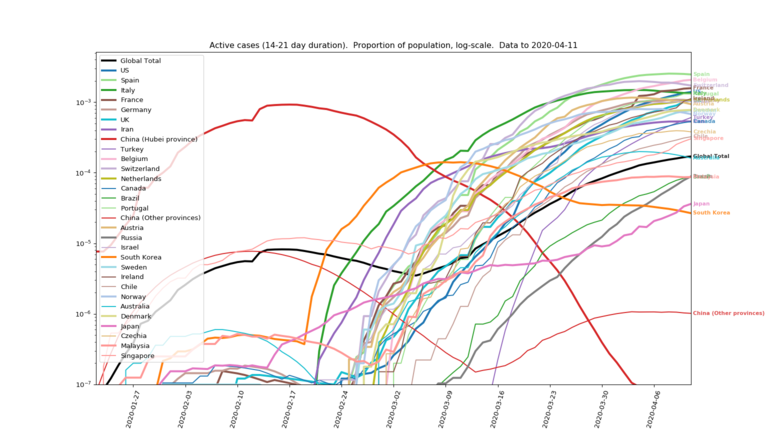 Active cases (14-21 day duration).  Proportion of population, log-scale.  Data to 2020-04-11
Global Total
US
Spain
Italy
France
Germany
UK
Iran
China (Hubei province)
Turkey
Belgium
Switzerland
Netherlands
Canada
Brazil
Portugal
China (Other provinces)
Austria
Russia
Israel
South Korea
Sweden
Ireland
Chile
Norway
Australia
Denmark
Japan
Czechia
Malaysia
Singapore
10⁻³
10⁻⁴
10⁻⁵
10⁻⁶
10⁻⁷
2020-01-27
2020-02-03
2020-02-10
2020-02-17
2020-02-24
2020-03-02
2020-03-09
2020-03-16
2020-03-23
2020-03-30
2020-04-06
Spain
Belgium
France
Turkey
Canada
Czechia
Singapore
Global Total
Japan
South Korea
China (Other provinces)